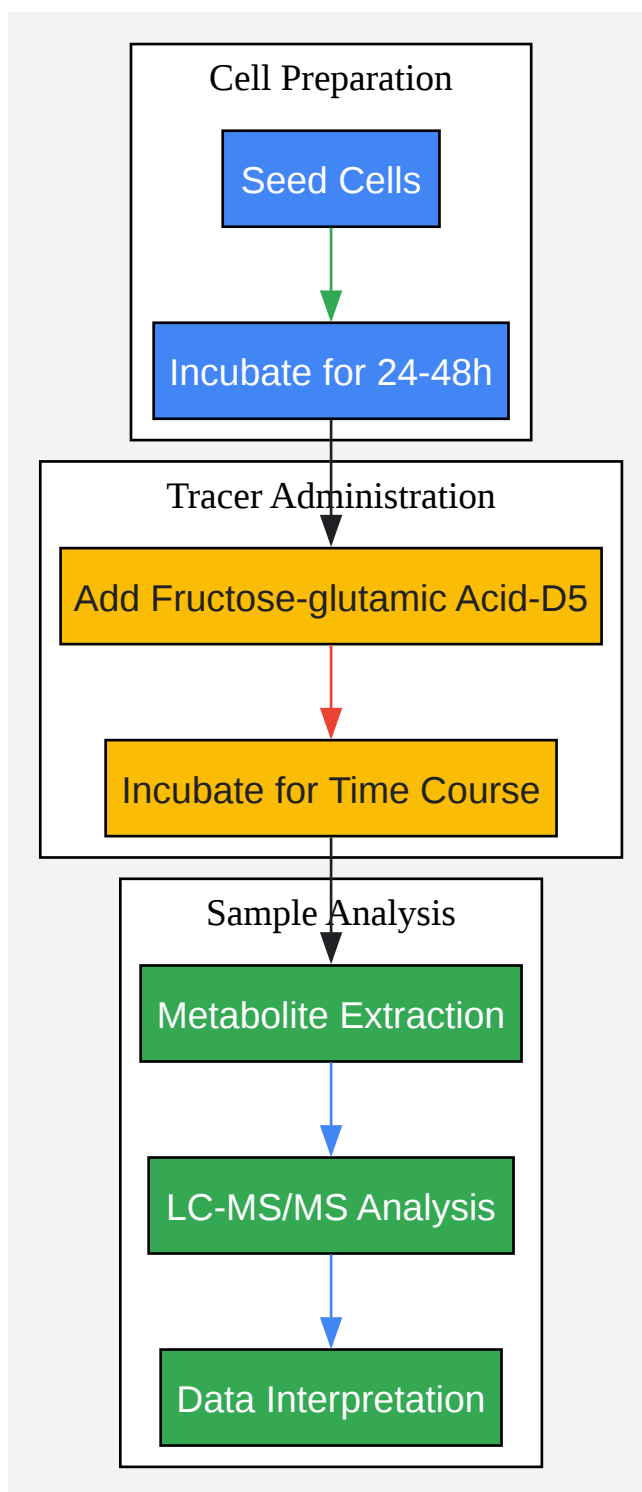 Cell Preparation
Seed Cells
Incubate for 24-48h
Tracer Administration
Add Fructose-glutamic Acid-D5
Incubate for Time Course
Sample Analysis
Metabolite Extraction
LC-MS/MS Analysis
Data Interpretation